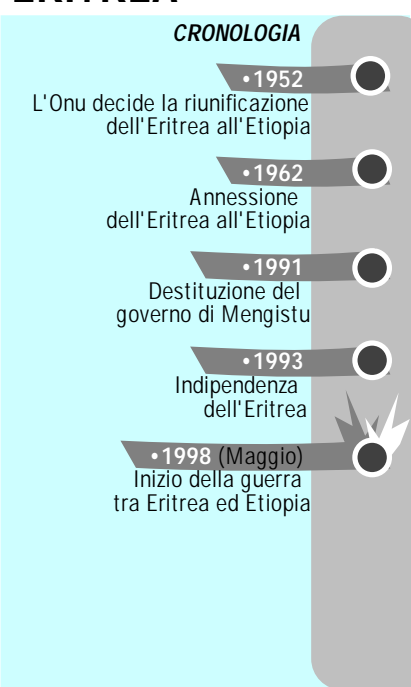 ERITREA
CRONOLOGIA
•1952
L'Onu decide la riunificazione
dell'Eritrea all'Etiopia
•1962
Annessione
dell'Eritrea all'Etiopia
•1991
Destituzione del
governo di Mengistu
•1993
Indipendenza
dell'Eritrea
•1998 (Maggio)
Inizio della guerra
tra Eritrea ed Etiopia